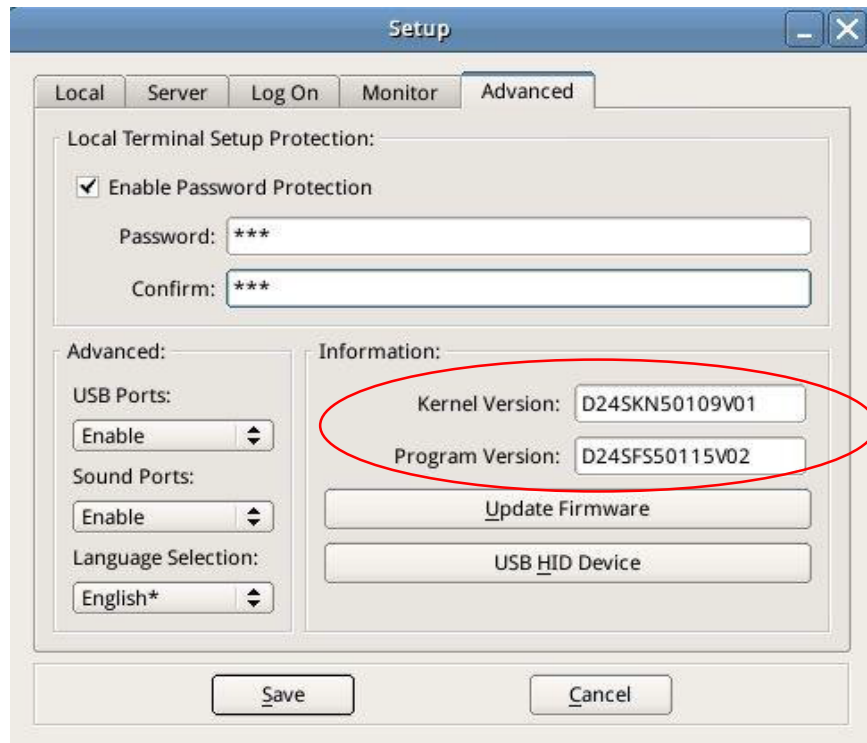 Setup
Local Server Log On Monitor Advanced
Local Terminal Setup Protection:
Enable Password Protection
Password: ***
Confirm: ***
Advanced:
USB Ports:
Enable
Sound Ports:
Enable
Language Selection:
English*
Information:
Kernel Version: D24SKN50109V01
Program Version: D24SFS50115V02
Update Firmware
USB HID Device
Save Cancel